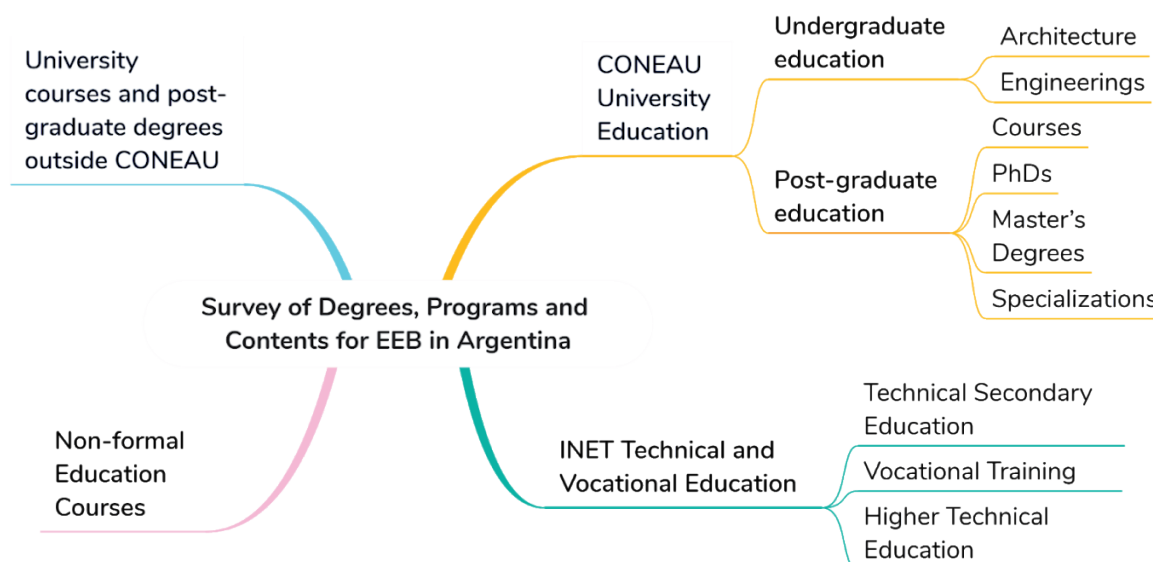 University
courses and post-
graduate degrees
outside CONEAU
CONEAU
University
Education
Undergraduate
education
Architecture
Engineerings
Post-graduate
education
Courses
PhDs
Master's
Degrees
Specializations
Survey of Degrees, Programs and
Contents for EEB in Argentina
Non-formal
Education
Courses
INET Technical and
Vocational Education
Technical Secondary
Education
Vocational Training
Higher Technical
Education